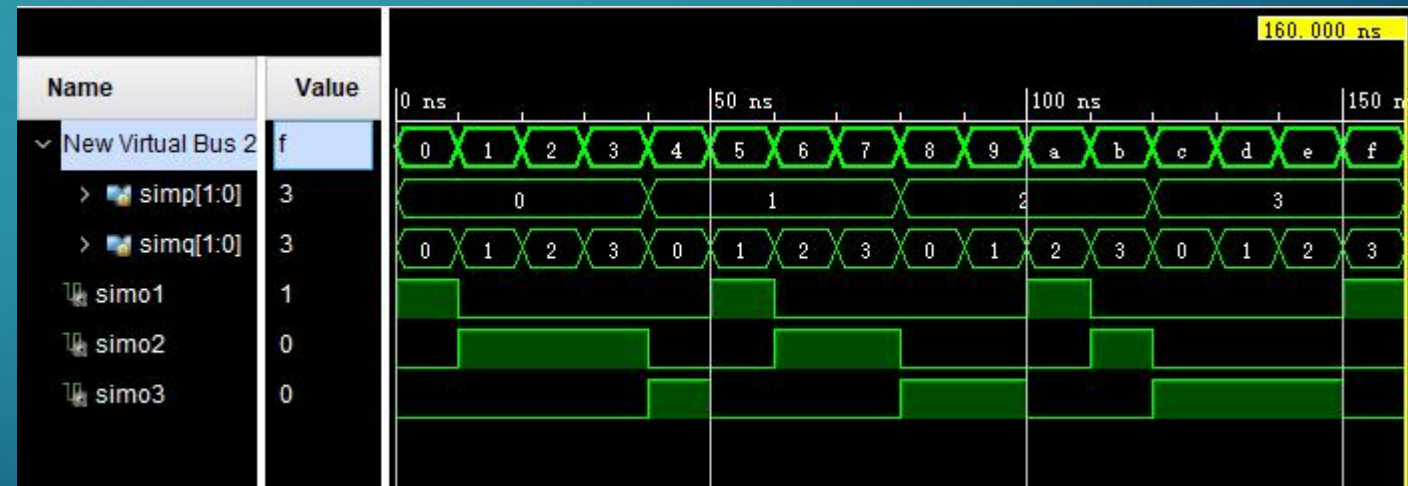 160.000 ns
Name Value 0 ns 50 ns 100 ns 150 n
New Virtual Bus 2 f 0 1 2 3 4 5 6 7 8 9 a b c d e f
simp[1:0] 3 0 1 2 3
simq[1:0] 3 0 1 2 3 0 1 2 3 0 1 2 3 0 1 2 3
simo1 1
simo2 0
simo3 0